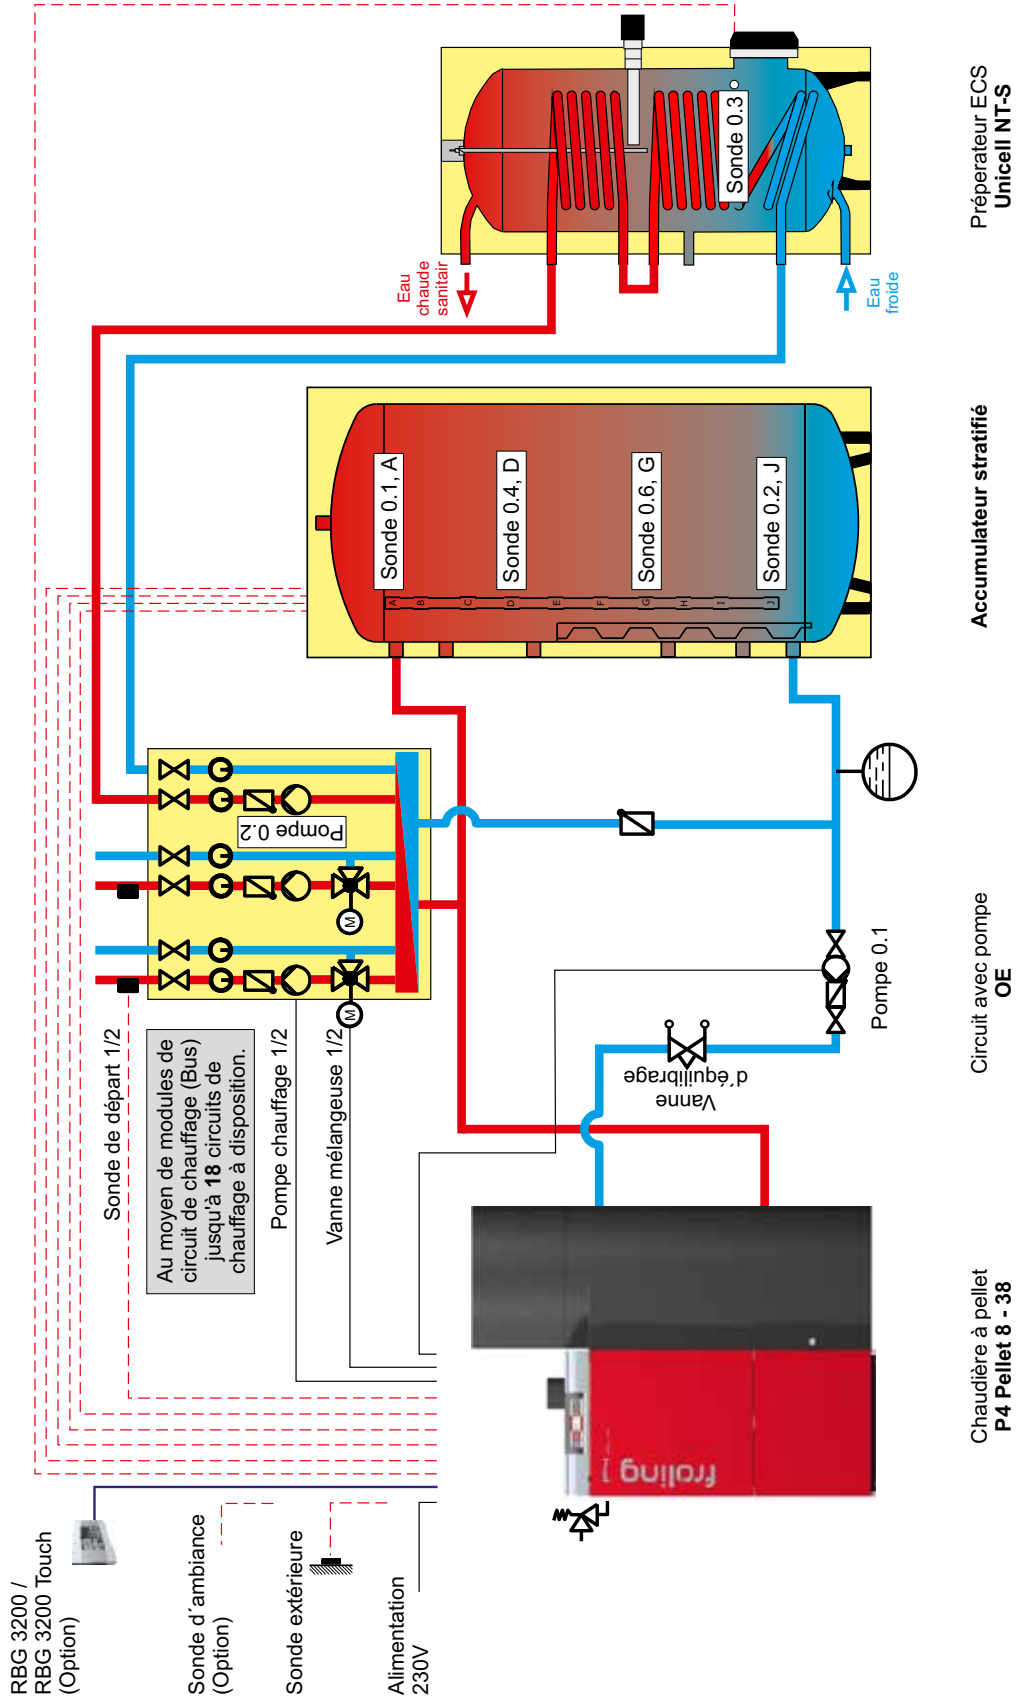 RBG 3200 /
RBG 3200 Touch
(Option)
Sonde d´ambiance
(Option)
Sonde extérieure
Alimentation
230V
Sonde de départ 1/2
Au moyen de modules de
circuit de chauffage (Bus)
jusqu'à 18 circuits de
chauffage à disposition.
Pompe chauffage 1/2
Vanne mélangeuse 1/2
M
M
Pompe 0.2
froling
Vanne
d´équilibrage
Pompe 0.1
Sonde 0.1, A
Sonde 0.4, D
Sonde 0.6, G
Sonde 0.2, J
A
B
C
D
E
F
G
H
I
J
Eau
chaude
sanitair
Eau
froide
Sonde 0.3
Chaudière à pellet
P4 Pellet 8 - 38
Circuit avec pompe
OE
Accumulateur stratifié
Préperateur ECS
Unicell NT-S